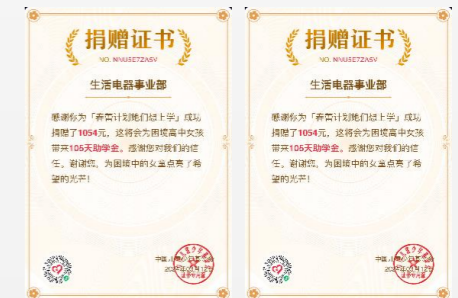 捐赠证书
NO. NMU5E7ZASV
生活电器事业部
感谢你为「春蕾计划她们想上学」成功
捐赠了1054元，这将会为困境高中女孩
带来105天助学金。感谢您对我们的信
任。谢谢您，为困境中的女童点亮了希
望的光芒！
捐赠证书
NO. NMU5E7ZASV
生活电器事业部
感谢你为「春蕾计划她们想上学」成功
捐赠了1054元，这将会为困境高中女孩
带来105天助学金。感谢您对我们的信
任。谢谢您，为困境中的女童点亮了希
望的光芒！